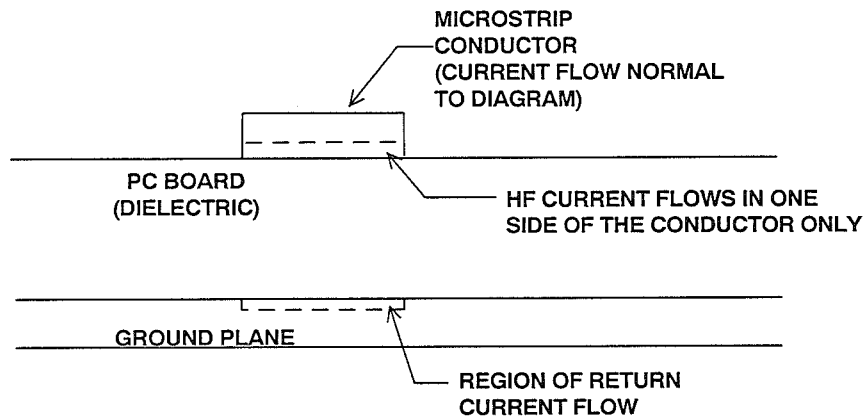 MICROSTRIP
CONDUCTOR
(CURRENT FLOW NORMAL
TO DIAGRAM)
PC BOARD
(DIELECTRIC)
HF CURRENT FLOWS IN ONE
SIDE OF THE CONDUCTOR ONLY
GROUND PLANE
REGION OF RETURN
CURRENT FLOW